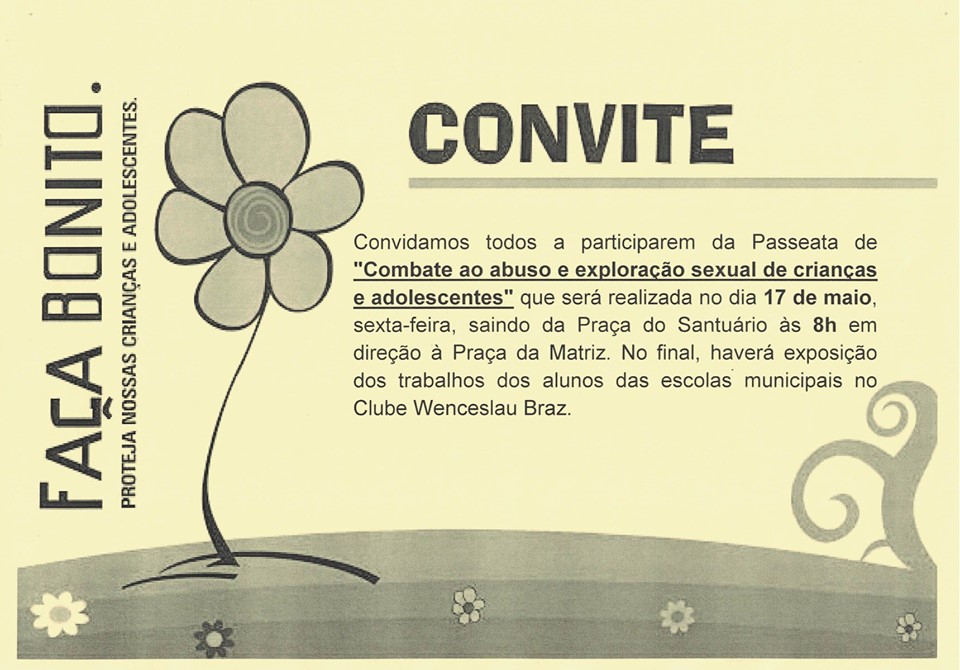 FAÇA BONITO.
PROTEJA NOSSAS CRIANÇAS E ADOLESCENTES.
CONVITE
Convidamos todos a participarem da Passeata de
"Combate ao abuso e exploração sexual de crianças
e adolescentes" que será realizada no dia 17 de maio,
sexta-feira, saindo da Praça do Santuário às 8h em
direção à Praça da Matriz. No final, haverá exposição
dos trabalhos dos alunos das escolas municipais no
Clube Wenceslau Braz.